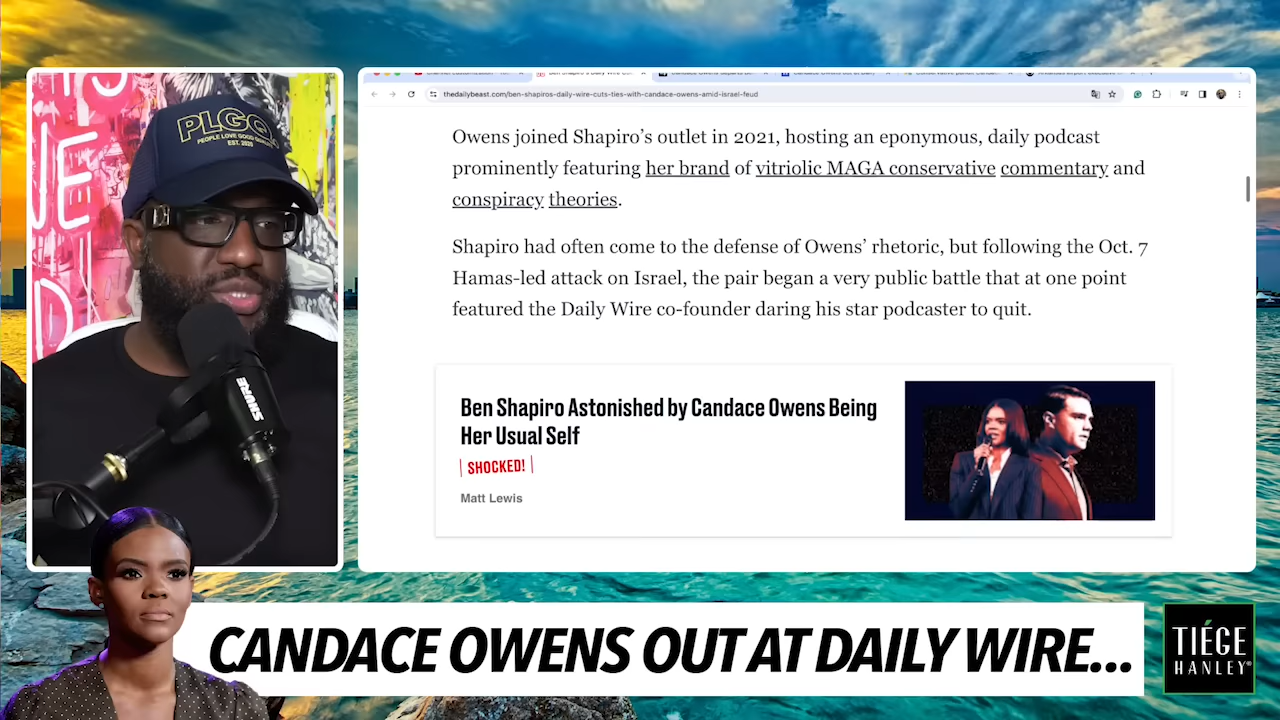 PLGQ
PEOPLE LOVE GOOD
EST. 2020
SHURE
thedailybeast.com/ben-shapiros-daily-wire-cuts-ties-with-candace-owens-amid-israel-feud
Owens joined Shapiro’s outlet in 2021, hosting an eponymous, daily podcast
prominently featuring her brand of vitriolic MAGA conservative commentary and
conspiracy theories.
Shapiro had often come to the defense of Owens’ rhetoric, but following the Oct. 7
Hamas-led attack on Israel, the pair began a very public battle that at one point
featured the Daily Wire co-founder daring his star podcaster to quit.
Ben Shapiro Astonished by Candace Owens Being
Her Usual Self
SHOCKED!
Matt Lewis
CANDACE OWENS OUT AT DAILY WIRE...
TIÉGE
HANLEY®